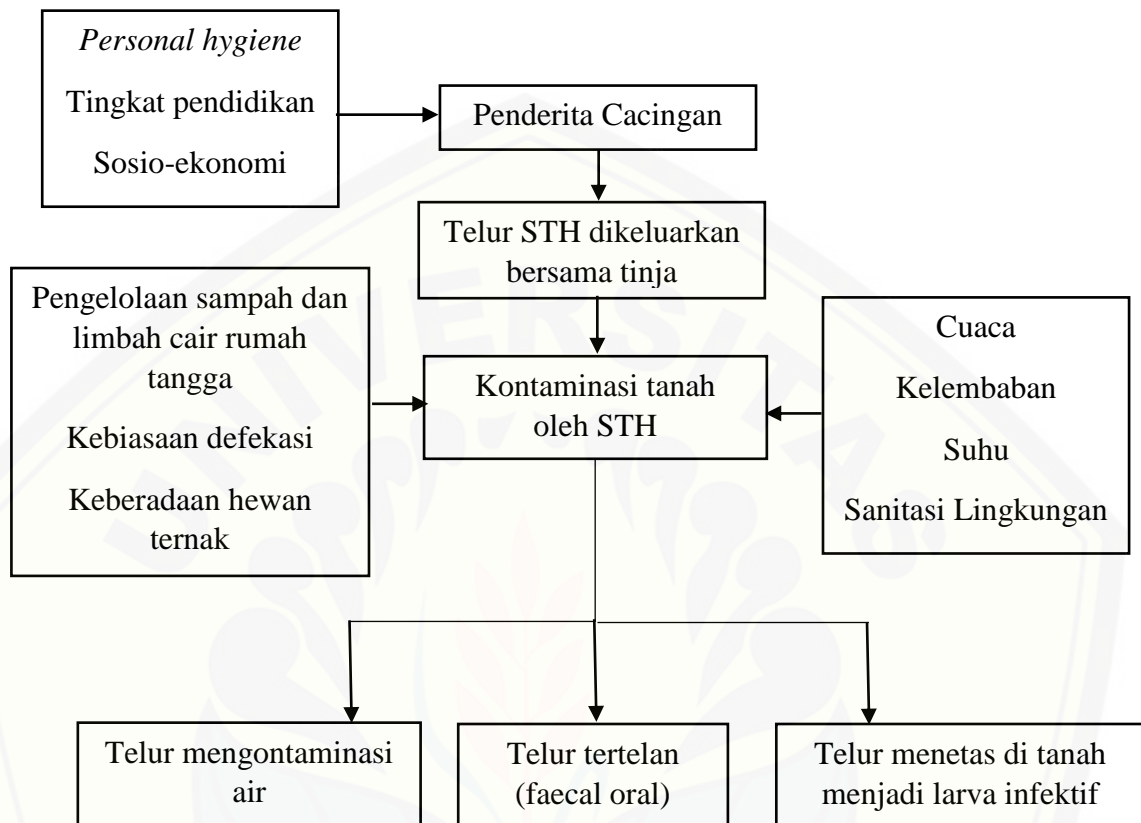 Personal hygiene
Tingkat pendidikan
Sosio-ekonomi
Penderita Cacingan
Telur STH dikeluarkan
bersama tinja
Pengelolaan sampah dan
limbah cair rumah
tangga
Kebiasaan defekasi
Keberadaan hewan
ternak
Kontaminasi tanah
oleh STH
Cuaca
Kelembaban
Suhu
Sanitasi Lingkungan
Telur mengontaminasi
air
Telur tertelan
(faecal oral)
Telur menetas di tanah
menjadi larva infektif
UNIVERSITAS